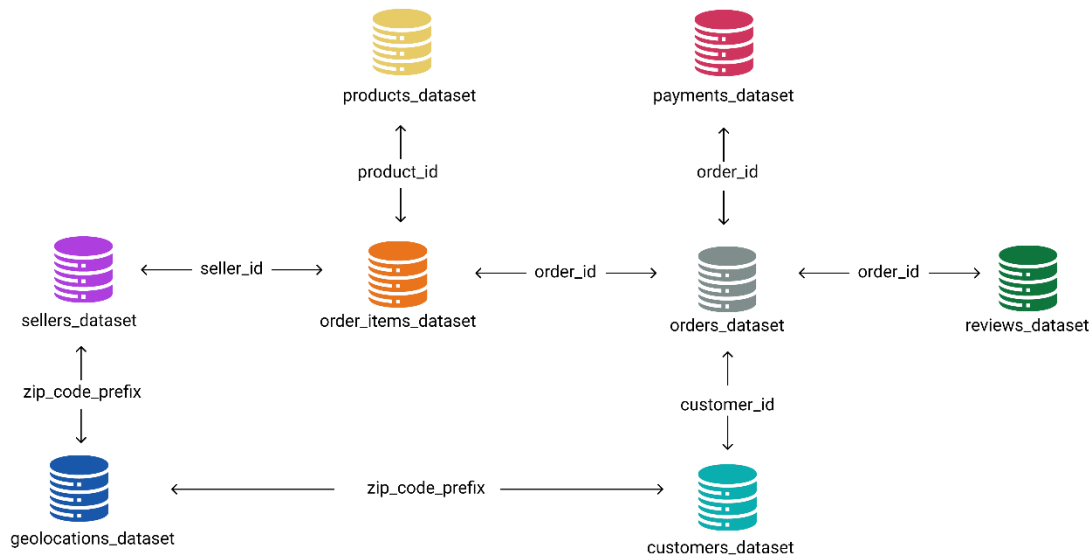 products_dataset
payments_dataset
product_id
order_id
seller_id
order_id
order_id
sellers_dataset
order_items_dataset
orders_dataset
reviews_dataset
zip_code_prefix
customer_id
zip_code_prefix
geolocations_dataset
customers_dataset